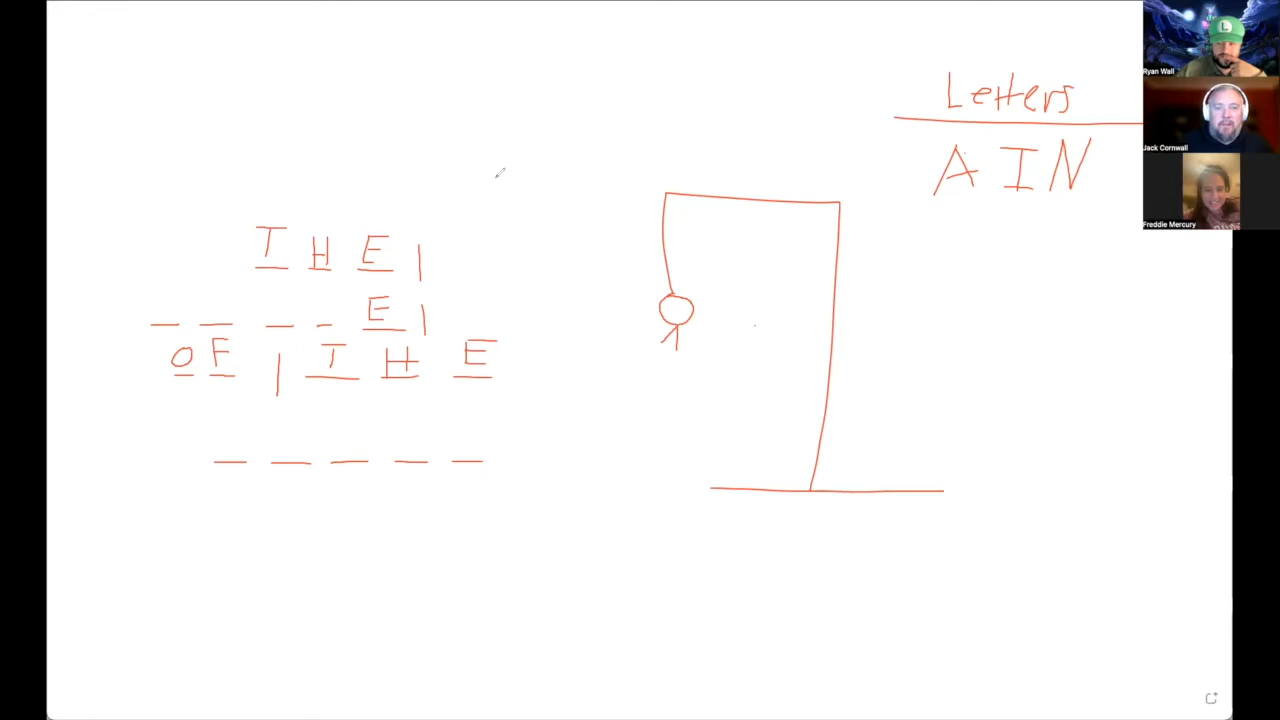 Letters
A I N
T H E |
_ _ _ _ E |
O F | T H E
_ _ _ _ _
Ryan Wall
Jack Cornwall
Freddie Mercury